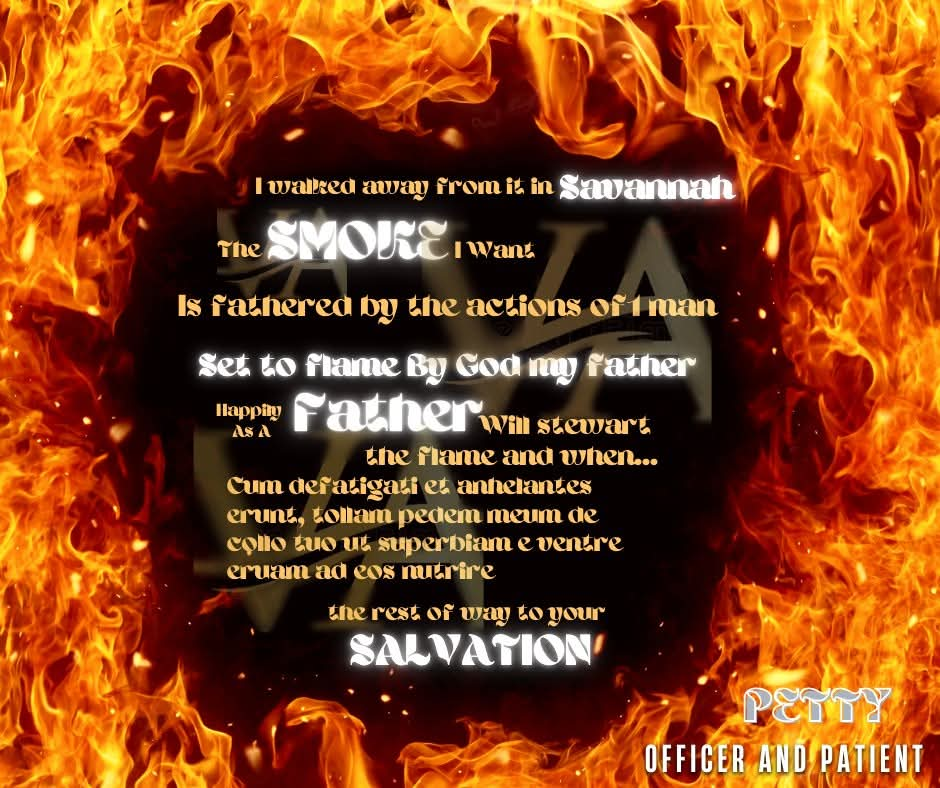 I walked away from it in Savannah
The SMOKE I Want
Is fathered by the actions of 1 man
Set to flame By God my father
Happily
As A Father Will stewart
the flame and when...
Cum defatigati et anhelantes
erunt, tollam pedem meum de
collo tuo ut superbiam e ventre
eruam ad eos nutrire
the rest of way to your
SALVATION
PETTY
OFFICER AND PATIENT
VA
VA
VA